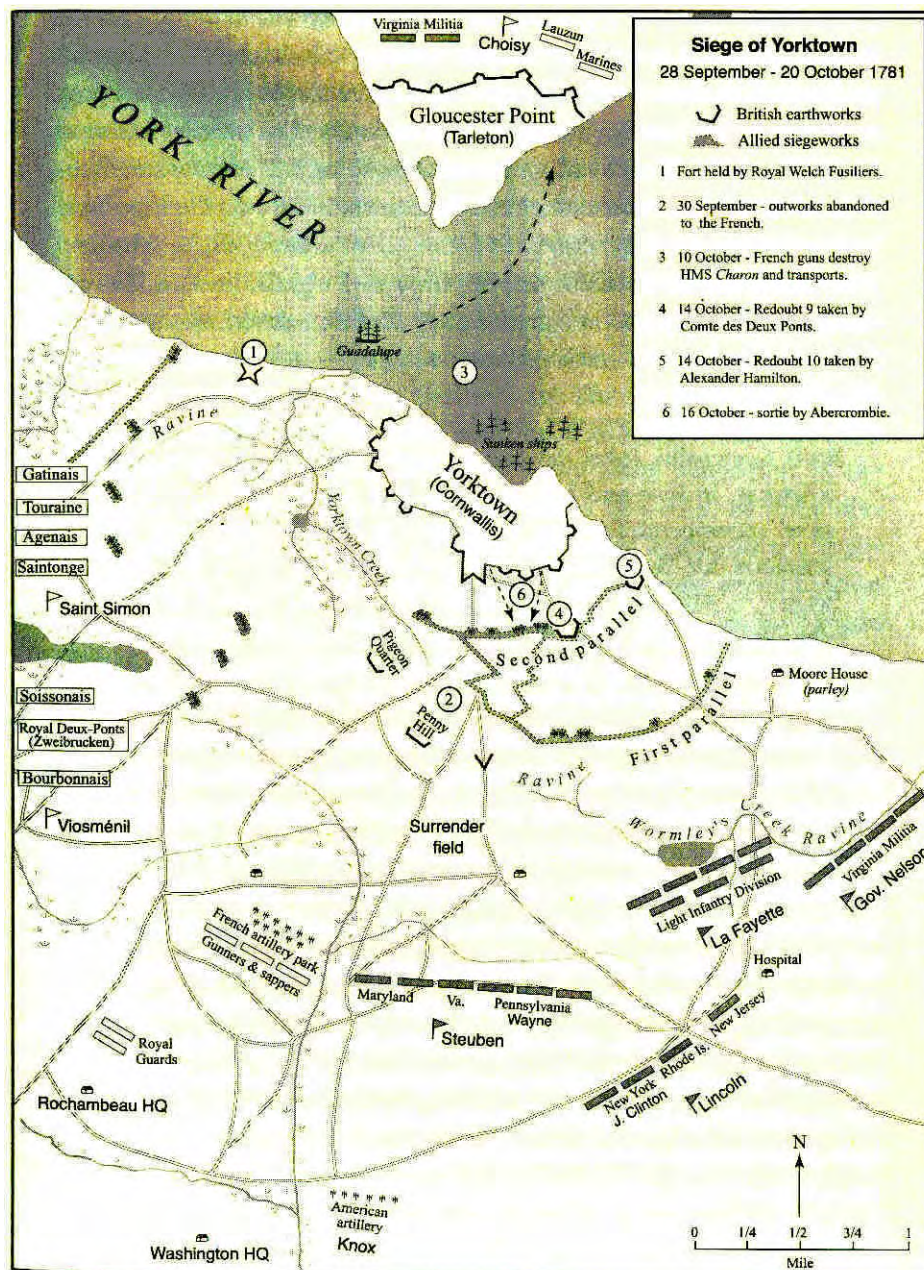 Virginia Militia
Choisy
Lauzun
Marines
Gloucester Point
(Tarleton)
Siege of Yorktown
28 September - 20 October 1781
British earthworks
Allied siegeworks
1 Fort held by Royal Welch Fusiliers.
2 30 September - outworks abandoned
to the French.
3 10 October - French guns destroy
HMS Charon and transports.
4 14 October - Redoubt 9 taken by
Comte des Deux Ponts.
5 14 October - Redoubt 10 taken by
Alexander Hamilton.
6 16 October - sortie by Abercrombie.
YORK RIVER
1
Guadalupe
3
Ravine
Sunken ships
Yorktown
(Cornwallis)
Gatinais
Touraine
Agenais
Saintonge
Saint Simon
Yorktown Creek
6
5
4
Second parallel
Pigeon
Quarter
Moore House
(parley)
Soissonais
Royal Deux-Ponts
(Zweibrucken)
Bourbonnais
Viosménil
2
Penny
Hill
First parallel
Ravine
Wormley's Creek Ravine
Surrender
field
Virginia Militia
Gov. Nelson
Light Infantry Division
La Fayette
French artillery park
Gunners & sappers
Hospital
Maryland
Va.
Pennsylvania
Wayne
Steuben
New Jersey
Rhode Is.
New York
J. Clinton
Lincoln
Royal
Guards
Rochambeau HQ
American
artillery
Knox
Washington HQ
N
0 1/4 1/2 3/4 1
Mile